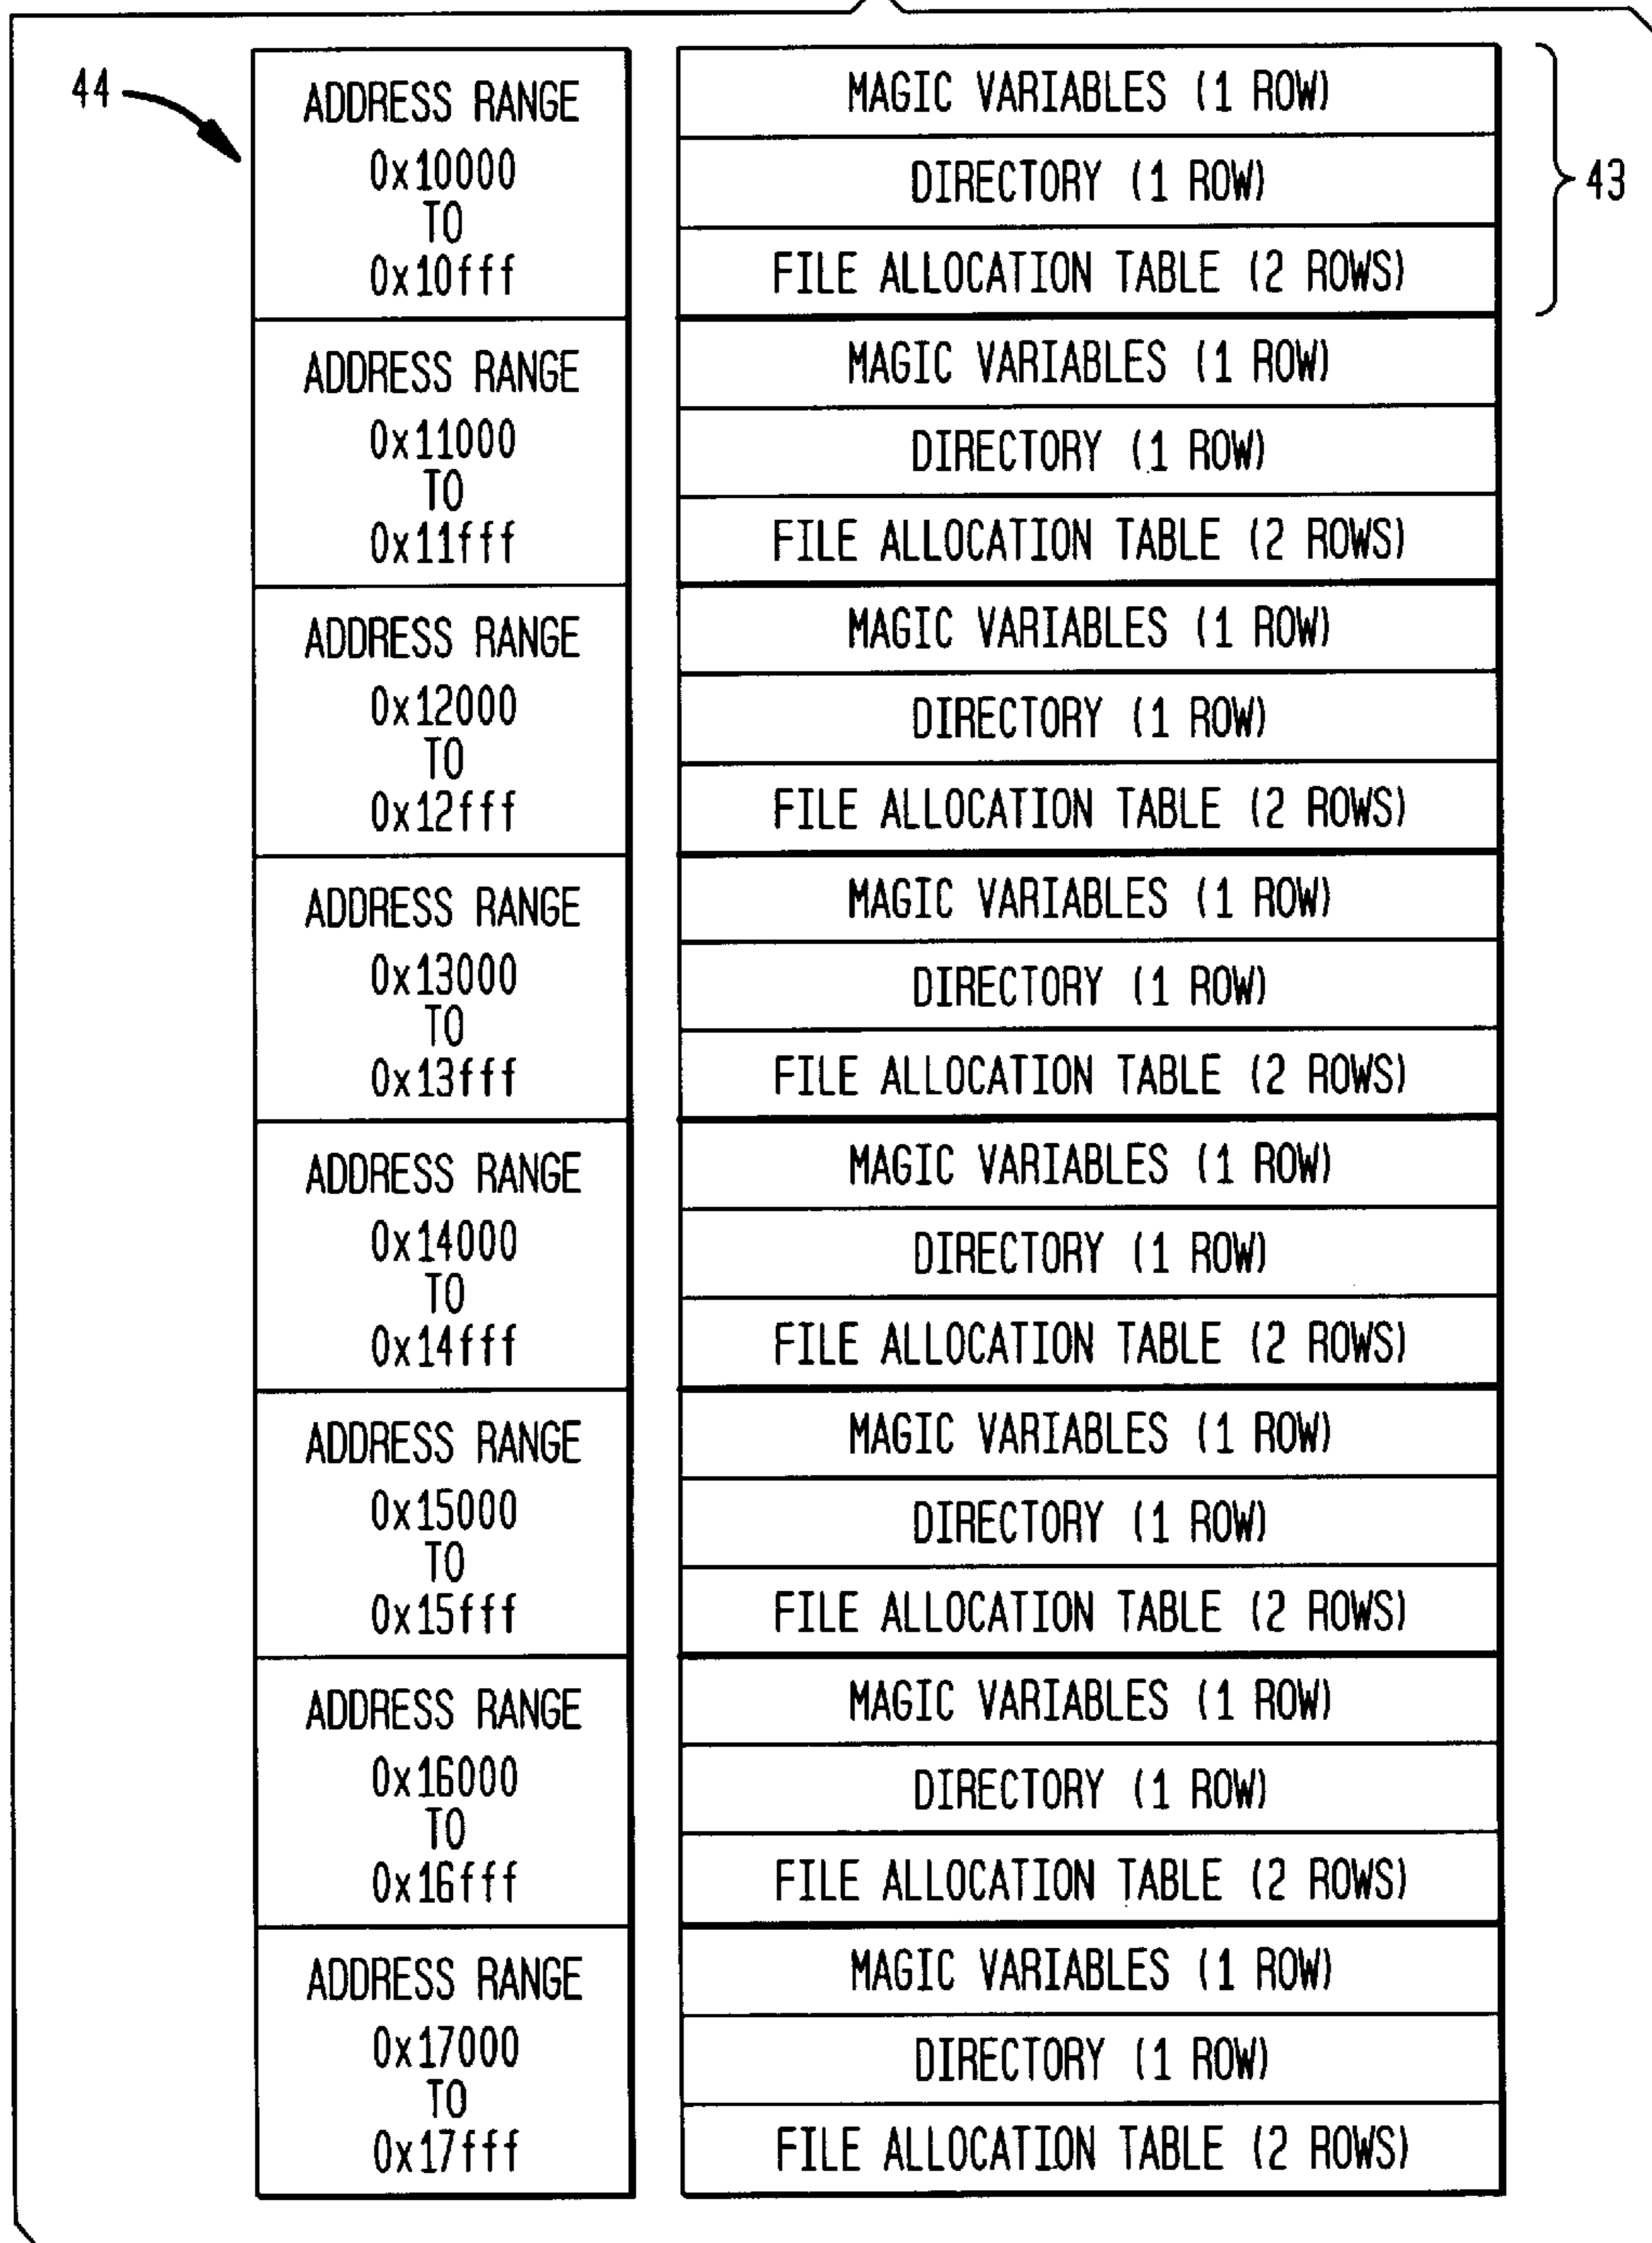 44
ADDRESS RANGE
0x10000
TO
0x10fff
MAGIC VARIABLES (1 ROW)
DIRECTORY (1 ROW)
FILE ALLOCATION TABLE (2 ROWS)
43
ADDRESS RANGE
0x11000
TO
0x11fff
MAGIC VARIABLES (1 ROW)
DIRECTORY (1 ROW)
FILE ALLOCATION TABLE (2 ROWS)
ADDRESS RANGE
0x12000
TO
0x12fff
MAGIC VARIABLES (1 ROW)
DIRECTORY (1 ROW)
FILE ALLOCATION TABLE (2 ROWS)
ADDRESS RANGE
0x13000
TO
0x13fff
MAGIC VARIABLES (1 ROW)
DIRECTORY (1 ROW)
FILE ALLOCATION TABLE (2 ROWS)
ADDRESS RANGE
0x14000
TO
0x14fff
MAGIC VARIABLES (1 ROW)
DIRECTORY (1 ROW)
FILE ALLOCATION TABLE (2 ROWS)
ADDRESS RANGE
0x15000
TO
0x15fff
MAGIC VARIABLES (1 ROW)
DIRECTORY (1 ROW)
FILE ALLOCATION TABLE (2 ROWS)
ADDRESS RANGE
0x16000
TO
0x16fff
MAGIC VARIABLES (1 ROW)
DIRECTORY (1 ROW)
FILE ALLOCATION TABLE (2 ROWS)
ADDRESS RANGE
0x17000
TO
0x17fff
MAGIC VARIABLES (1 ROW)
DIRECTORY (1 ROW)
FILE ALLOCATION TABLE (2 ROWS)